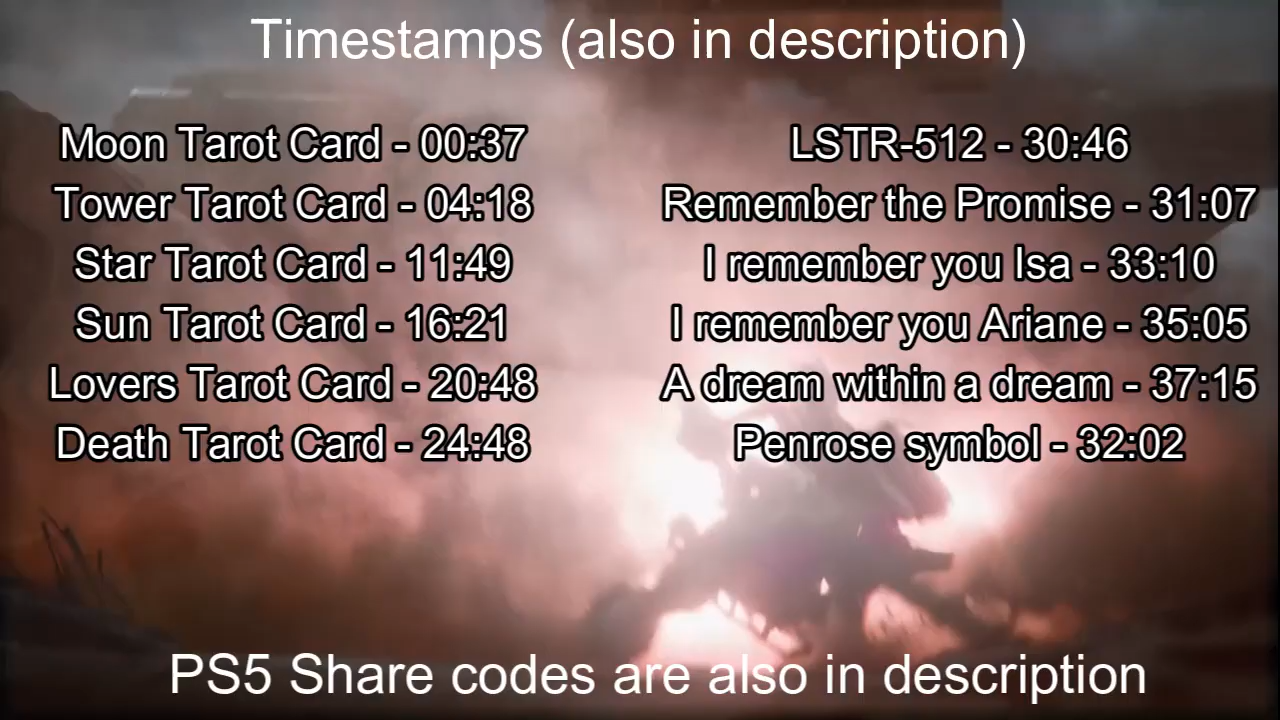 Timestamps (also in description)
Moon Tarot Card - 00:37
Tower Tarot Card - 04:18
Star Tarot Card - 11:49
Sun Tarot Card - 16:21
Lovers Tarot Card - 20:48
Death Tarot Card - 24:48
LSTR-512 - 30:46
Remember the Promise - 31:07
I remember you Isa - 33:10
I remember you Ariane - 35:05
A dream within a dream - 37:15
Penrose symbol - 32:02
PS5 Share codes are also in description